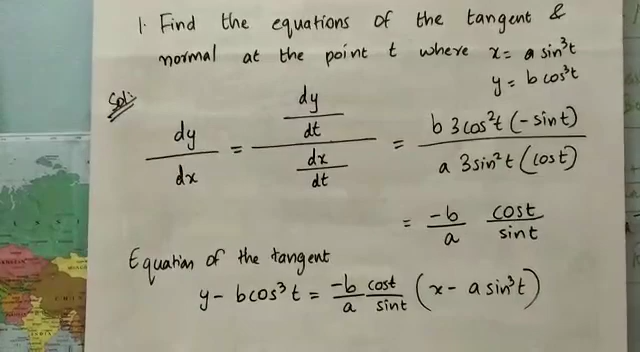 1. Find the equations of the tangent &
normal at the point t where x = a sin³t
y = b cos³t
Sol:
dy/dx = (dy/dt)/(dx/dt) = b 3cos²t (-sint) / a 3sin²t (cost)
= -b/a cost/sint
Equation of the tangent
y - bcos³t = -b/a cost/sint (x - a sin³t)
INDIA